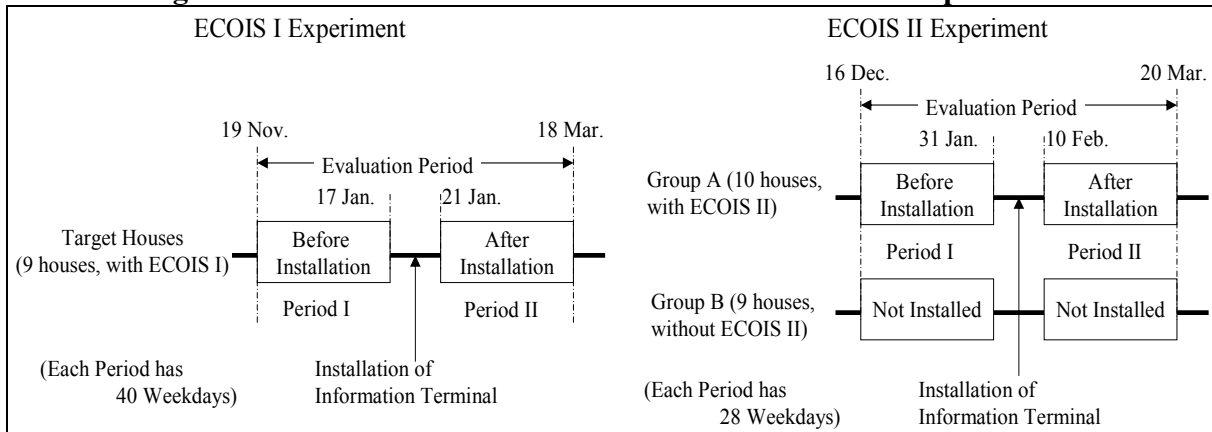 ECOIS I Experiment
19 Nov.
18 Mar.
Evaluation Period
17 Jan.
21 Jan.
Target Houses
(9 houses, with ECOIS I)
Before
Installation
After
Installation
Period I
Period II
(Each Period has
40 Weekdays)
Installation of
Information Terminal
ECOIS II Experiment
16 Dec.
20 Mar.
Evaluation Period
31 Jan.
10 Feb.
Group A (10 houses,
with ECOIS II)
Before
Installation
After
Installation
Period I
Period II
Group B (9 houses,
without ECOIS II)
Not Installed
Not Installed
(Each Period has
28 Weekdays)
Installation of
Information Terminal